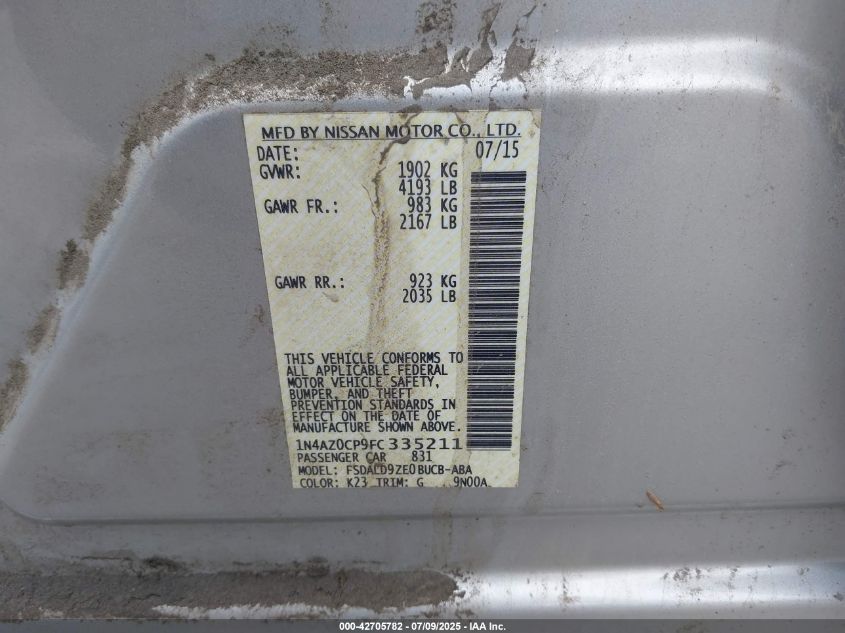 MFD BY NISSAN MOTOR CO., LTD.
DATE: 07/15
GVWR: 1902 KG
4193 LB
GAWR FR.: 983 KG
2167 LB
GAWR RR.: 923 KG
2035 LB
THIS VEHICLE CONFORMS TO
ALL APPLICABLE FEDERAL
MOTOR VEHICLE SAFETY,
BUMPER, AND THEFT
PREVENTION STANDARDS IN
EFFECT ON THE DATE OF
MANUFACTURE SHOWN ABOVE.
1N4AZ0CP9FC335211
PASSENGER CAR 831
MODEL: FSDALD9ZE0BUCB-ABA
COLOR: K23 TRIM: G 9N00A
000-42705782 - 07/09/2025 - IAA Inc.